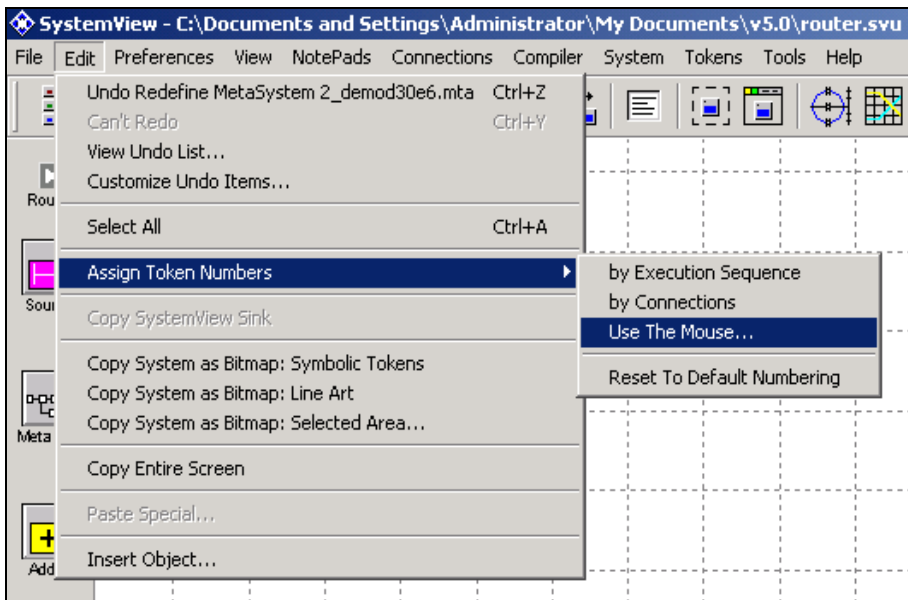 SystemView - C:\Documents and Settings\Administrator\My Documents\v5.0\router.svu
File Edit Preferences View NotePads Connections Compiler System Tokens Tools Help
Undo Redefine MetaSystem 2_demod30e6.mta Ctrl+Z
Can't Redo Ctrl+Y
View Undo List...
Customize Undo Items...
Select All Ctrl+A
Assign Token Numbers
Copy SystemView Sink
Copy System as Bitmap: Symbolic Tokens
Copy System as Bitmap: Line Art
Copy System as Bitmap: Selected Area...
Copy Entire Screen
Paste Special...
Insert Object...
by Execution Sequence
by Connections
Use The Mouse...
Reset To Default Numbering
Rou
Sour
Meta
Add